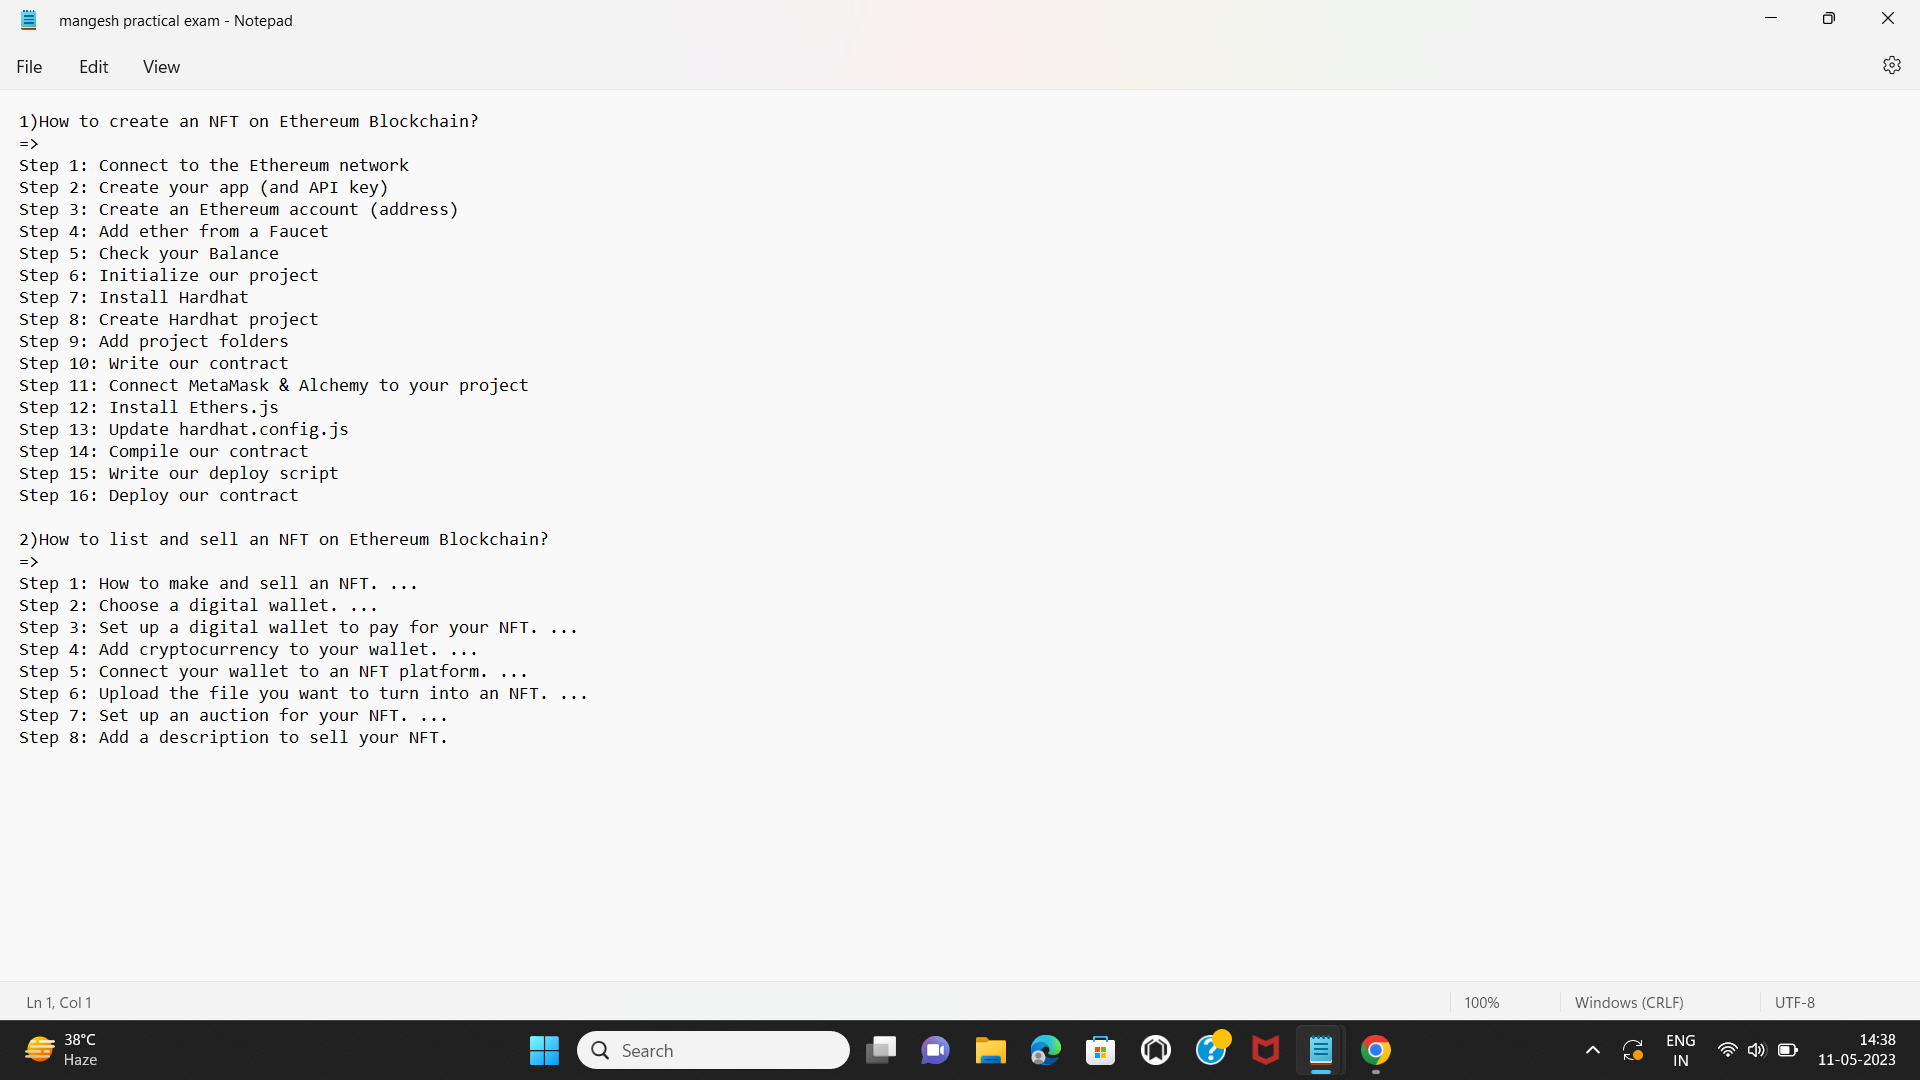 mangesh practical exam - Notepad
File Edit View
1)How to create an NFT on Ethereum Blockchain?
=>
Step 1: Connect to the Ethereum network
Step 2: Create your app (and API key)
Step 3: Create an Ethereum account (address)
Step 4: Add ether from a Faucet
Step 5: Check your Balance
Step 6: Initialize our project
Step 7: Install Hardhat
Step 8: Create Hardhat project
Step 9: Add project folders
Step 10: Write our contract
Step 11: Connect MetaMask & Alchemy to your project
Step 12: Install Ethers.js
Step 13: Update hardhat.config.js
Step 14: Compile our contract
Step 15: Write our deploy script
Step 16: Deploy our contract
2)How to list and sell an NFT on Ethereum Blockchain?
=>
Step 1: How to make and sell an NFT. ...
Step 2: Choose a digital wallet. ...
Step 3: Set up a digital wallet to pay for your NFT. ...
Step 4: Add cryptocurrency to your wallet. ...
Step 5: Connect your wallet to an NFT platform. ...
Step 6: Upload the file you want to turn into an NFT. ...
Step 7: Set up an auction for your NFT. ...
Step 8: Add a description to sell your NFT.
Ln 1, Col 1 100% Windows (CRLF) UTF-8
38°C
Haze
Search
ENG
IN
14:38
11-05-2023